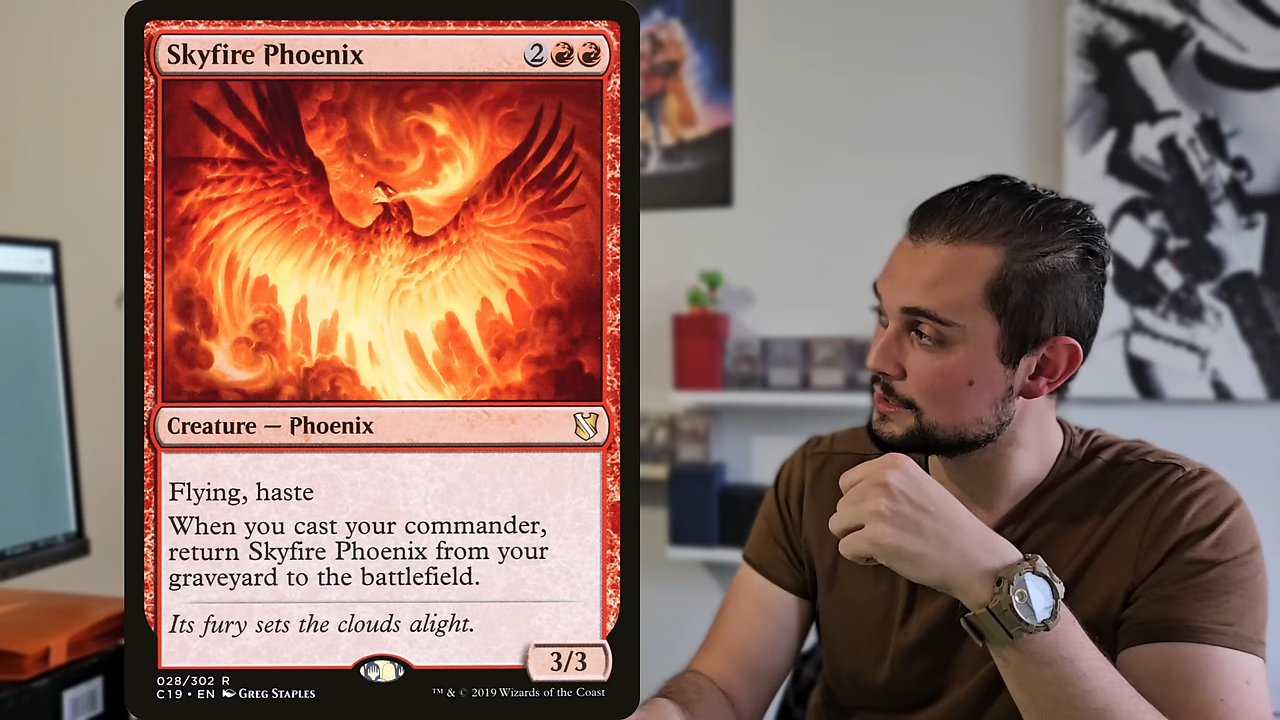 Skyfire Phoenix 2
Creature — Phoenix
Flying, haste
When you cast your commander,
return Skyfire Phoenix from your
graveyard to the battlefield.
Its fury sets the clouds alight.
3/3
028/302 R
C19 • EN Greg Staples
™ & © 2019 Wizards of the Coast